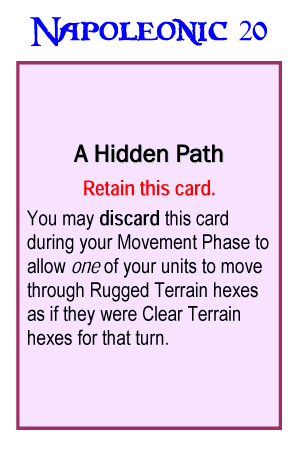 Napoleonic 20
A Hidden Path
Retain this card.
You may discard this card
during your Movement Phase to
allow one of your units to move
through Rugged Terrain hexes
as if they were Clear Terrain
hexes for that turn.